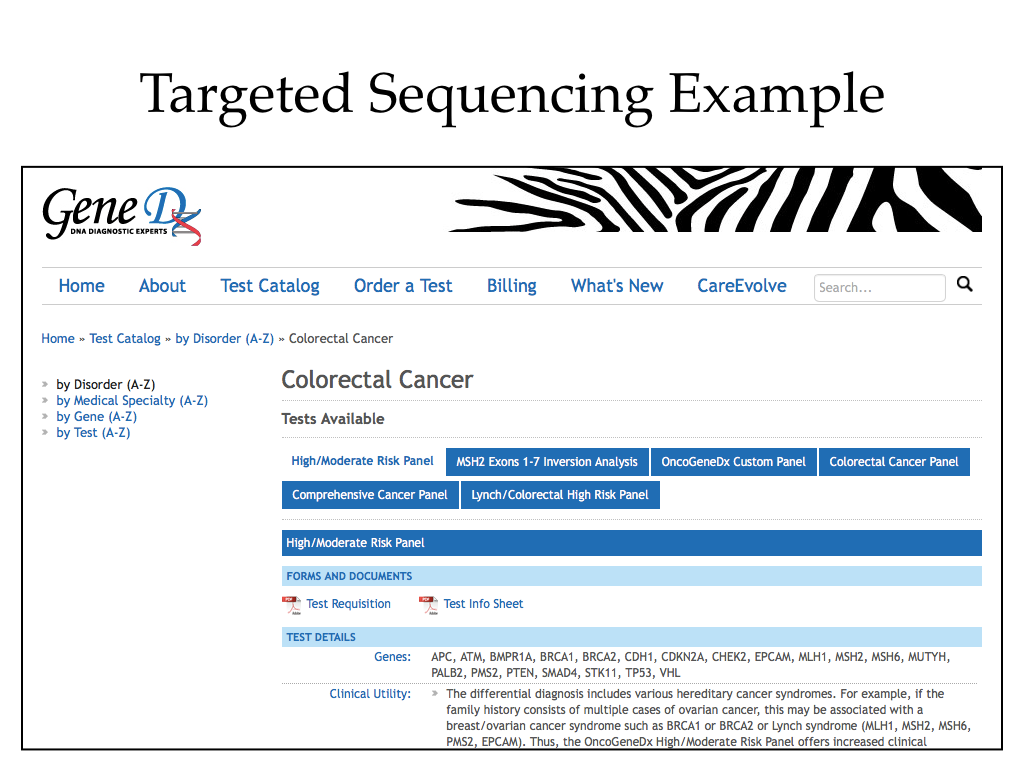 Targeted Sequencing Example
Gene Dx
DNA DIAGNOSTIC EXPERTS
Home About Test Catalog Order a Test Billing What's New CareEvolve Search...
Home » Test Catalog » by Disorder (A-Z) » Colorectal Cancer
» by Disorder (A-Z)
» by Medical Specialty (A-Z)
» by Gene (A-Z)
» by Test (A-Z)
Colorectal Cancer
Tests Available
High/Moderate Risk Panel MSH2 Exons 1-7 Inversion Analysis OncoGeneDx Custom Panel Colorectal Cancer Panel
Comprehensive Cancer Panel Lynch/Colorectal High Risk Panel
High/Moderate Risk Panel
FORMS AND DOCUMENTS
Test Requisition Test Info Sheet
TEST DETAILS
Genes: APC, ATM, BMPR1A, BRCA1, BRCA2, CDH1, CDKN2A, CHEK2, EPCAM, MLH1, MSH2, MSH6, MUTYH,
PALB2, PMS2, PTEN, SMAD4, STK11, TP53, VHL
Clinical Utility: » The differential diagnosis includes various hereditary cancer syndromes. For example, if the
family history consists of multiple cases of ovarian cancer, this may be associated with a
breast/ovarian cancer syndrome such as BRCA1 or BRCA2 or Lynch syndrome (MLH1, MSH2, MSH6,
PMS2, EPCAM). Thus, the OncoGeneDx High/Moderate Risk Panel offers increased clinical